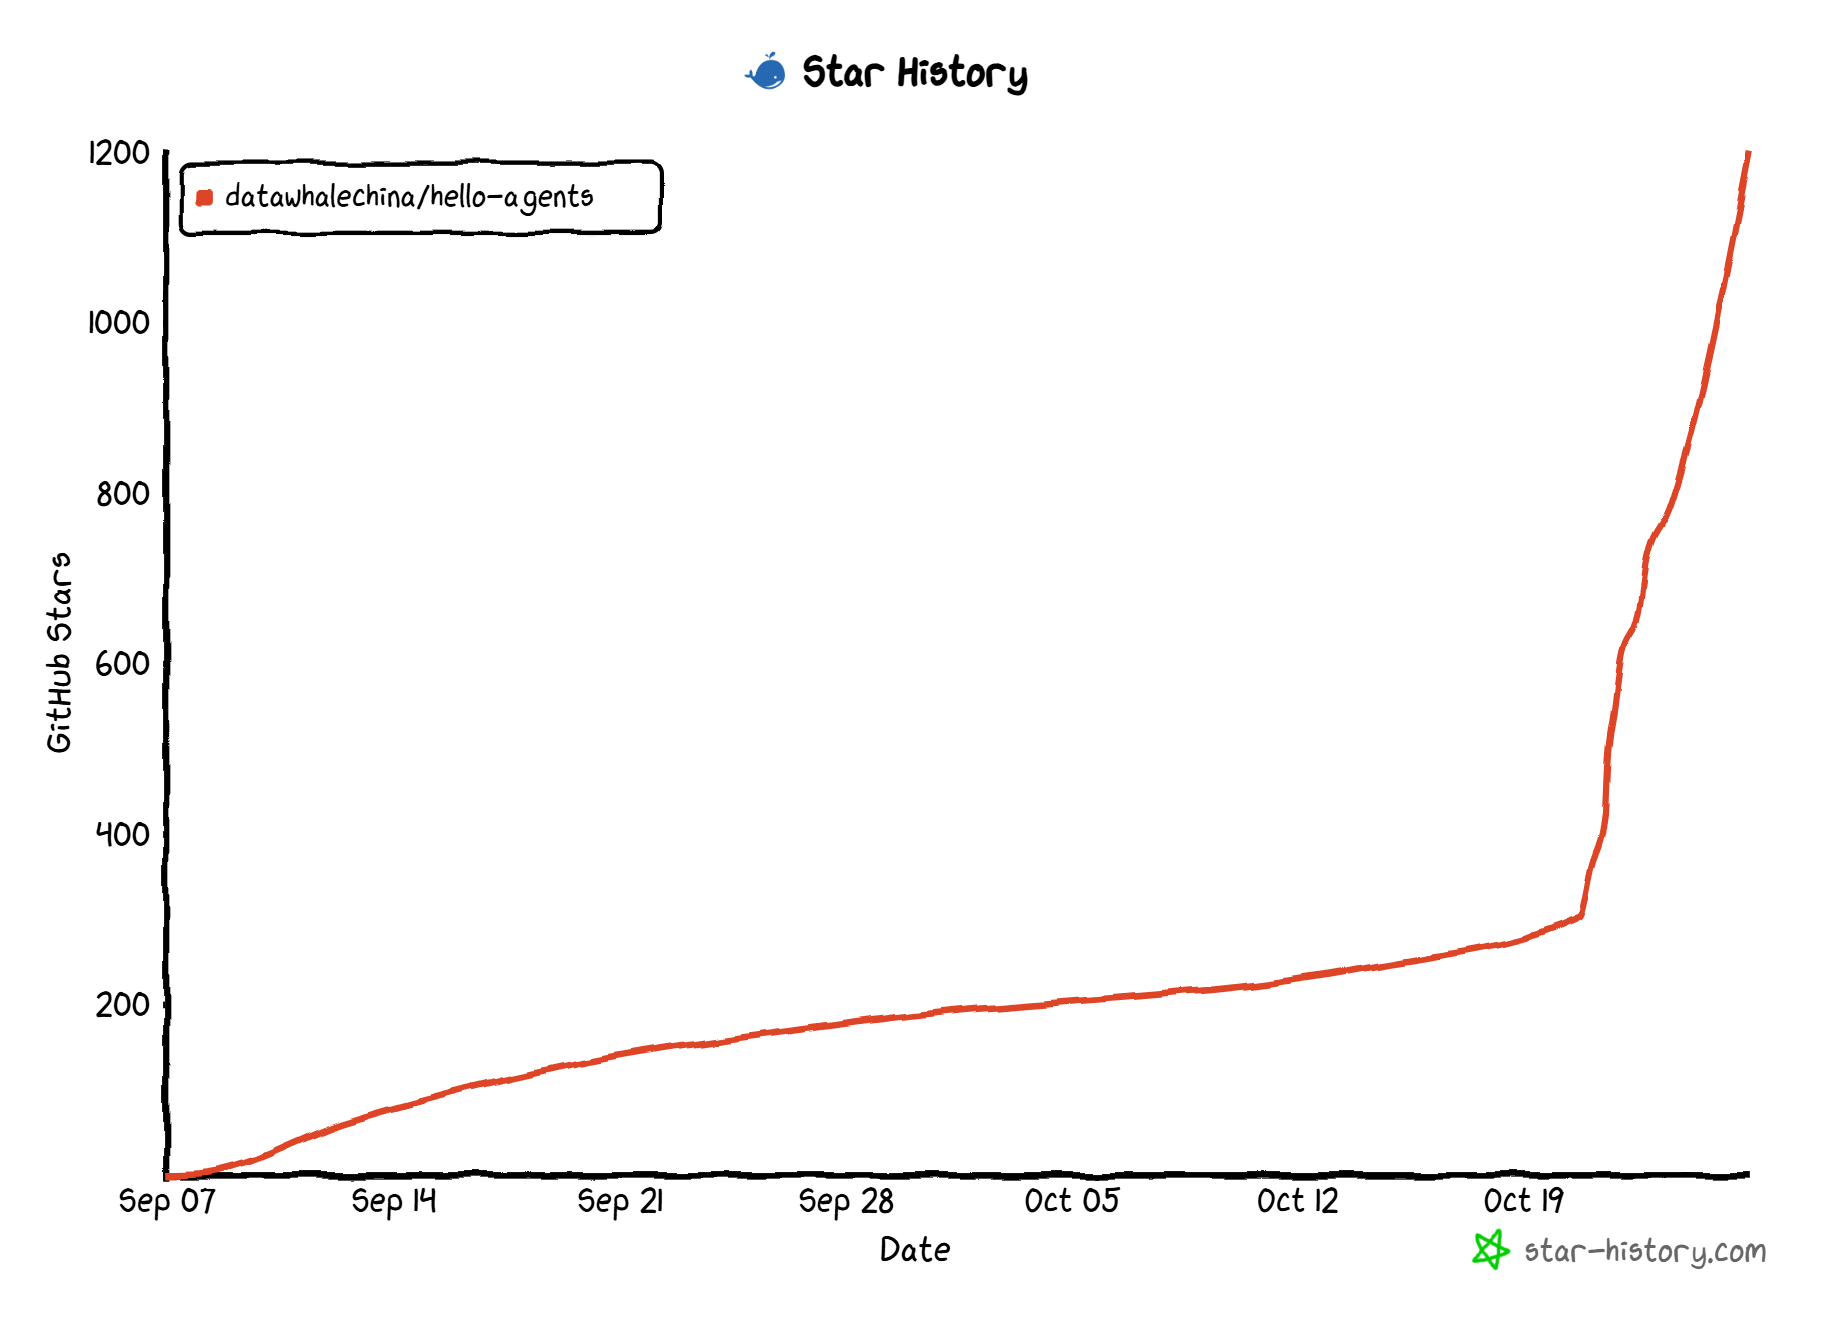 Star History
1200
datawhalechina/hello-agents
1000
800
600
400
200
GitHub Stars
Sep 07 Sep 14 Sep 21 Sep 28 Oct 05 Oct 12 Oct 19
Date
star-history.com